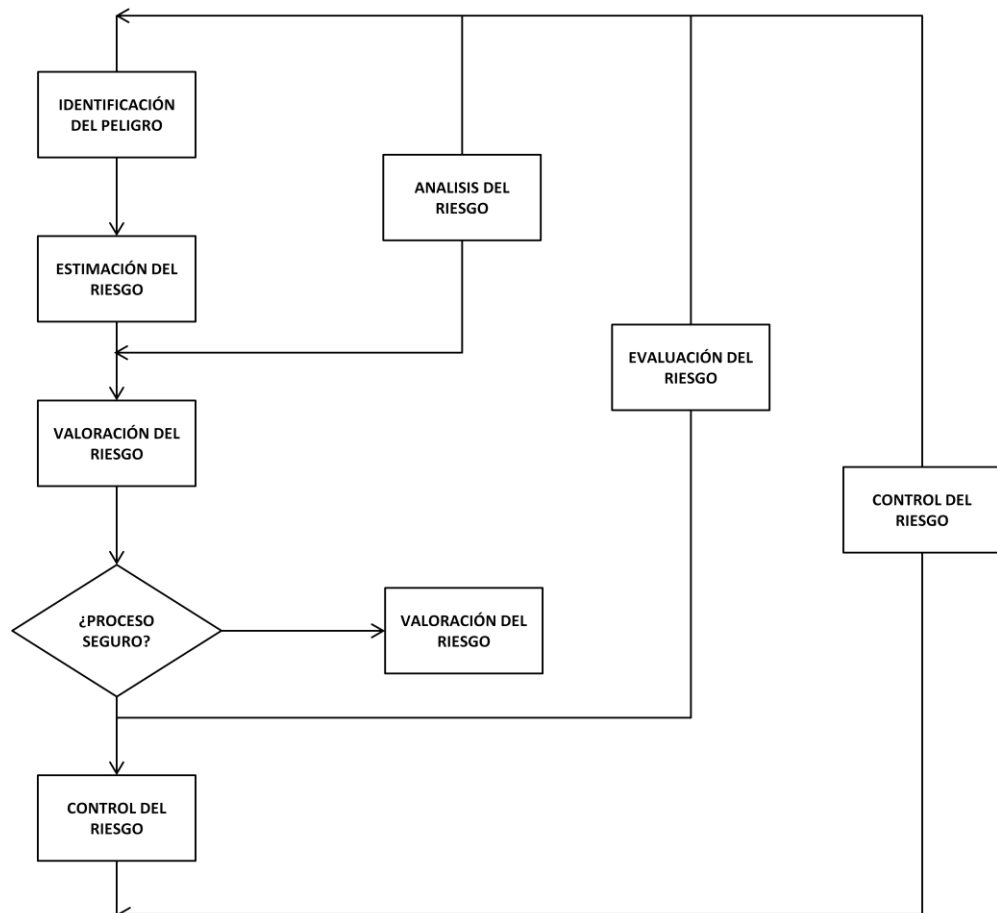 IDENTIFICACIÓN
DEL PELIGRO
ANALISIS DEL
RIESGO
ESTIMACIÓN DEL
RIESGO
EVALUACIÓN DEL
RIESGO
VALORACIÓN DEL
RIESGO
CONTROL DEL
RIESGO
¿PROCESO
SEGURO?
VALORACIÓN DEL
RIESGO
CONTROL DEL
RIESGO